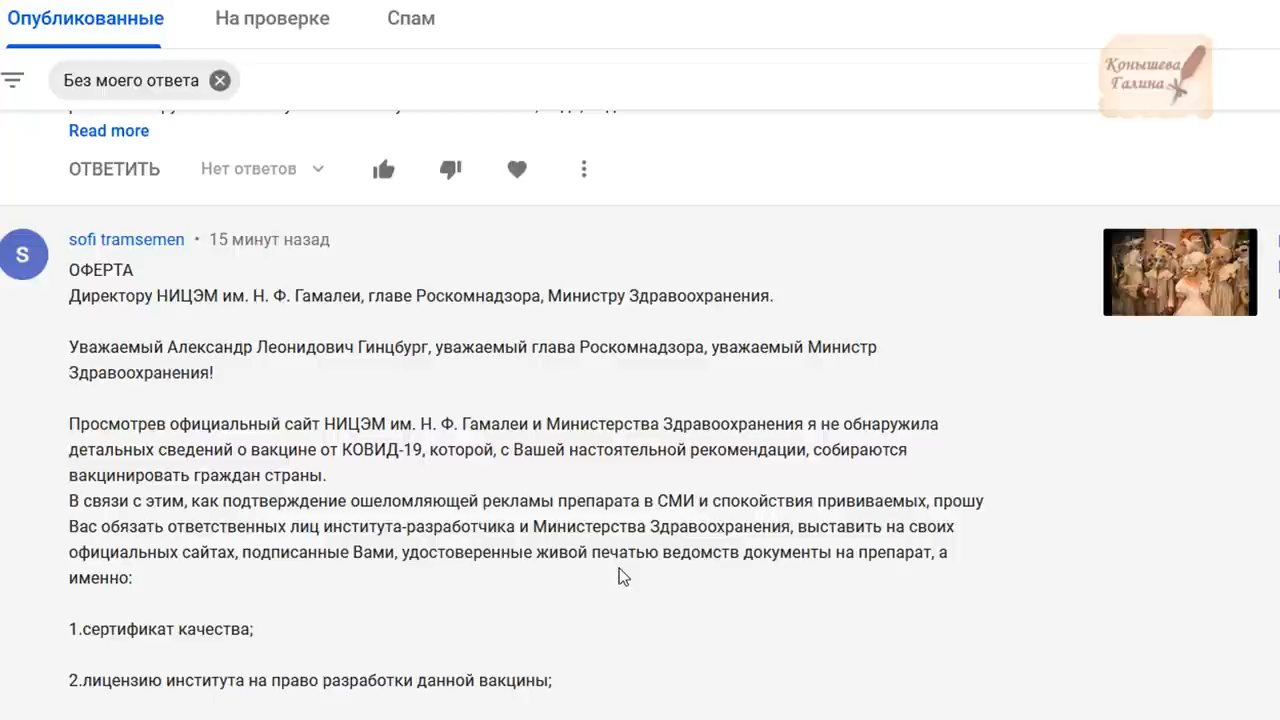 Опубликованные На проверке Спам
Без моего ответа
Конышева
Галина
Read more
ОТВЕТИТЬ Нет ответов
S
sofi tramsemen • 15 минут назад
ОФЕРТА
Директору НИЦЭМ им. Н. Ф. Гамалеи, главе Роскомнадзора, Министру Здравоохранения.
Уважаемый Александр Леонидович Гинцбург, уважаемый глава Роскомнадзора, уважаемый Министр
Здравоохранения!
Просмотрев официальный сайт НИЦЭМ им. Н. Ф. Гамалеи и Министерства Здравоохранения я не обнаружила
детальных сведений о вакцине от КОВИД-19, которой, с Вашей настоятельной рекомендации, собираются
вакцинировать граждан страны.
В связи с этим, как подтверждение ошеломляющей рекламы препарата в СМИ и спокойствия прививаемых, прошу
Вас обязать ответственных лиц института-разработчика и Министерства Здравоохранения, выставить на своих
официальных сайтах, подписанные Вами, удостоверенные живой печатью ведомств документы на препарат, а
именно:
1.сертификат качества;
2.лицензию института на право разработки данной вакцины;